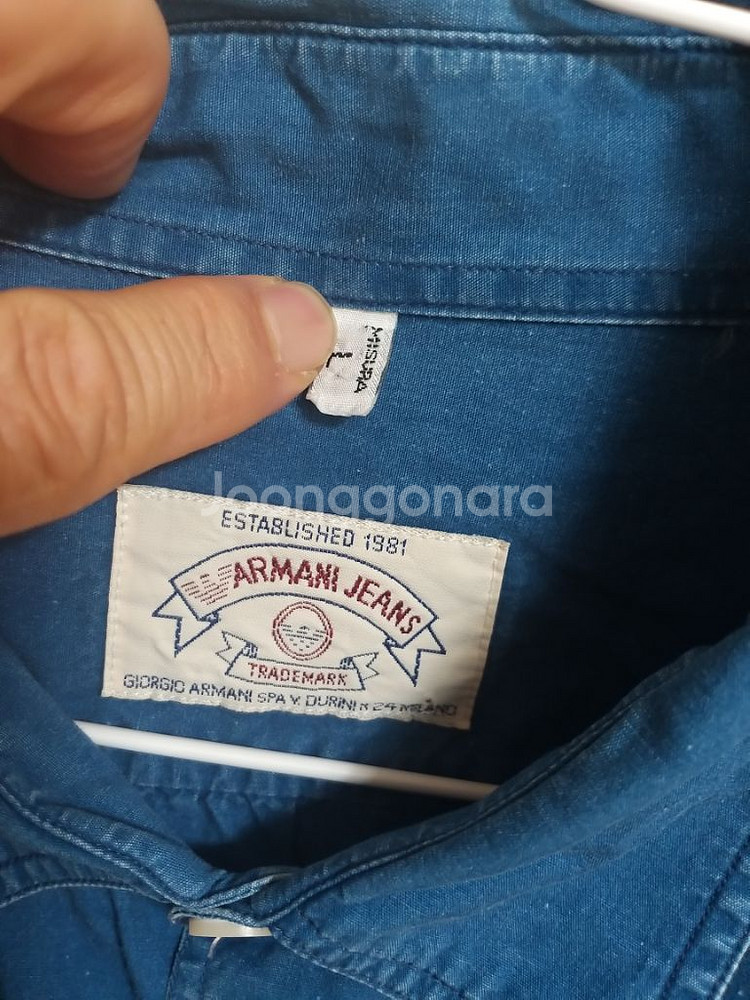 MISURA
Joonggonara
ESTABLISHED 1981
ARMANI JEANS
TRADEMARK
GIORGIO ARMANI SPA V. DURINI N 24 MILANO